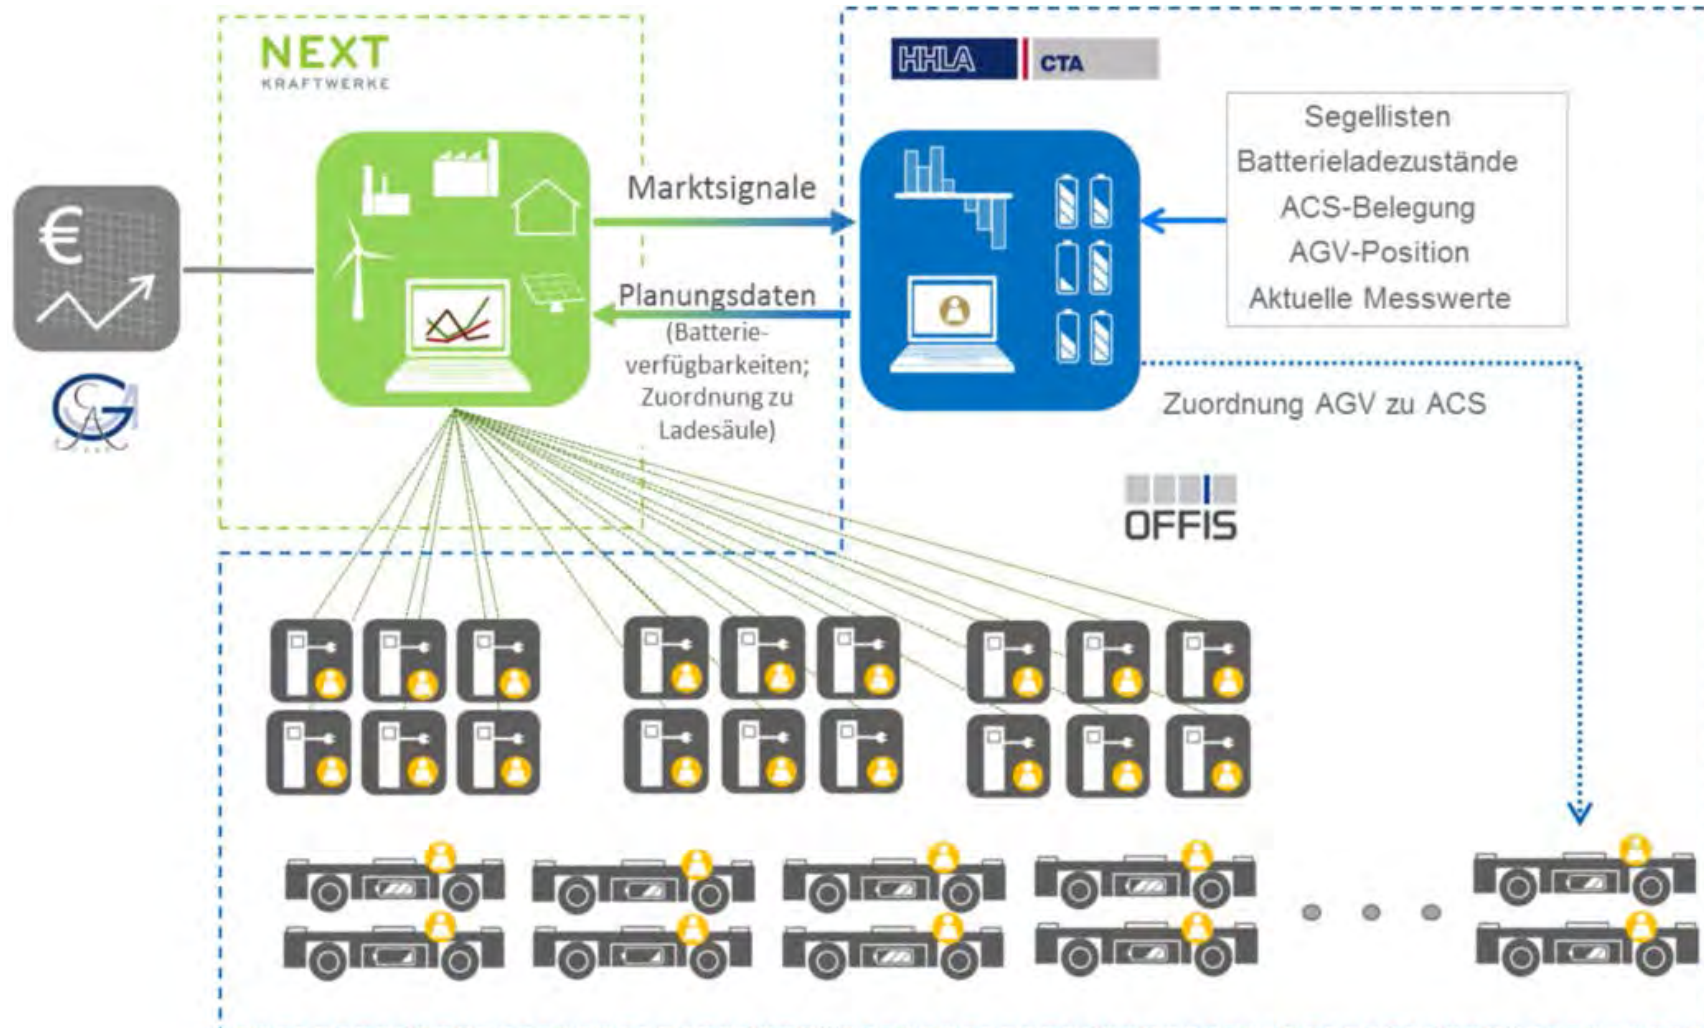 NEXT
KRAFTWERKE
HHLA
CTA
Segellisten
Batterieladezustände
ACS-Belegung
AGV-Position
Aktuelle Messwerte
€
Marktsignale
Planungsdaten
(Batterie-
verfügbarkeiten;
Zuordnung zu
Ladesäule)
Zuordnung AGV zu ACS
OFFIS